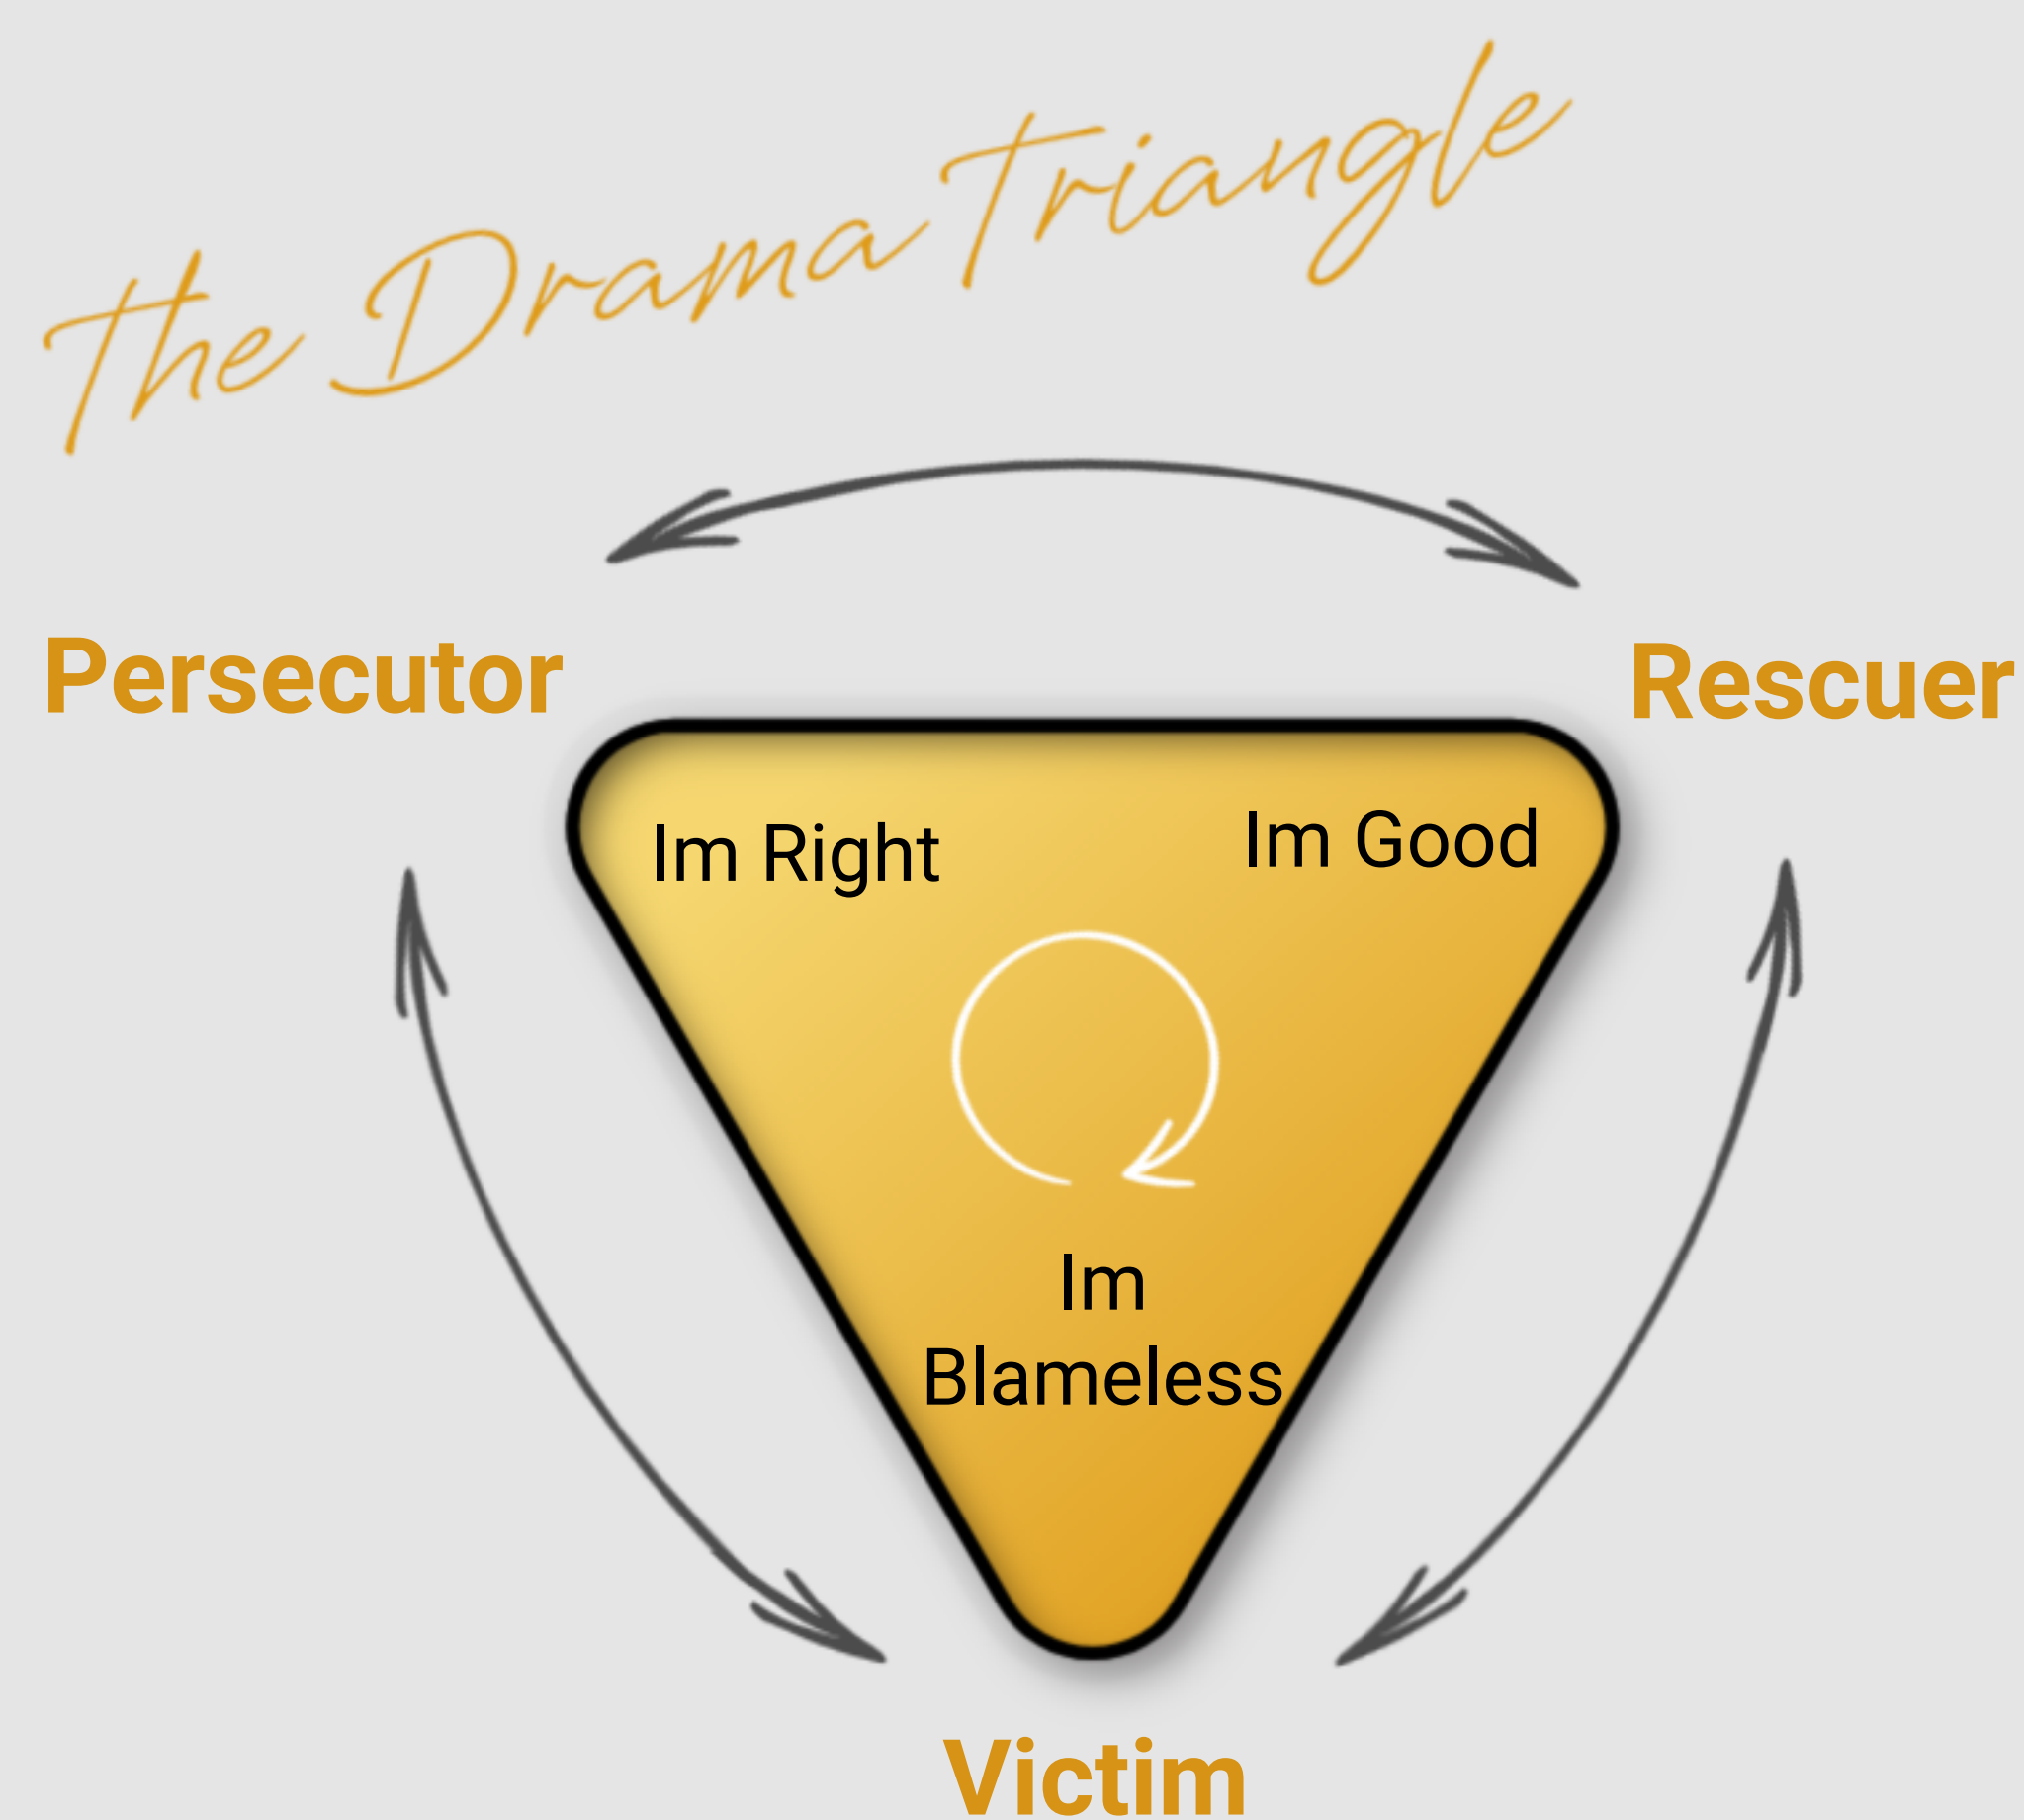 The Drama Triangle
Persecutor
Rescuer
Im Right
Im Good
Im
Blameless
Victim